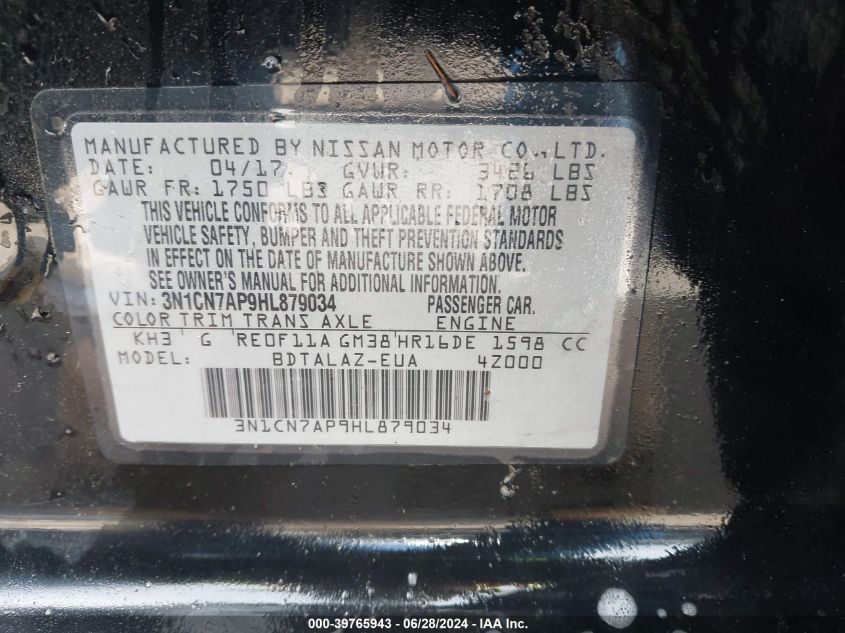 MANUFACTURED BY NISSAN MOTOR CO.,LTD.
DATE: 04/17 GVWR: 3426 LBS
GAWR FR: 1750 LBS GAWR RR: 1708 LBS
THIS VEHICLE CONFORMS TO ALL APPLICABLE FEDERAL MOTOR
VEHICLE SAFETY, BUMPER AND THEFT PREVENTION STANDARDS
IN EFFECT ON THE DATE OF MANUFACTURE SHOWN ABOVE.
SEE OWNER'S MANUAL FOR ADDITIONAL INFORMATION.
VIN: 3N1CN7AP9HL879034 PASSENGER CAR.
COLOR TRIM TRANS AXLE ENGINE
KH3 G RE0F11A GM38 HR16DE 1598 CC
MODEL: BDTALAZ-EUA 4Z000
3N1CN7AP9HL879034
000-39765943 - 06/28/2024 - IAA Inc.